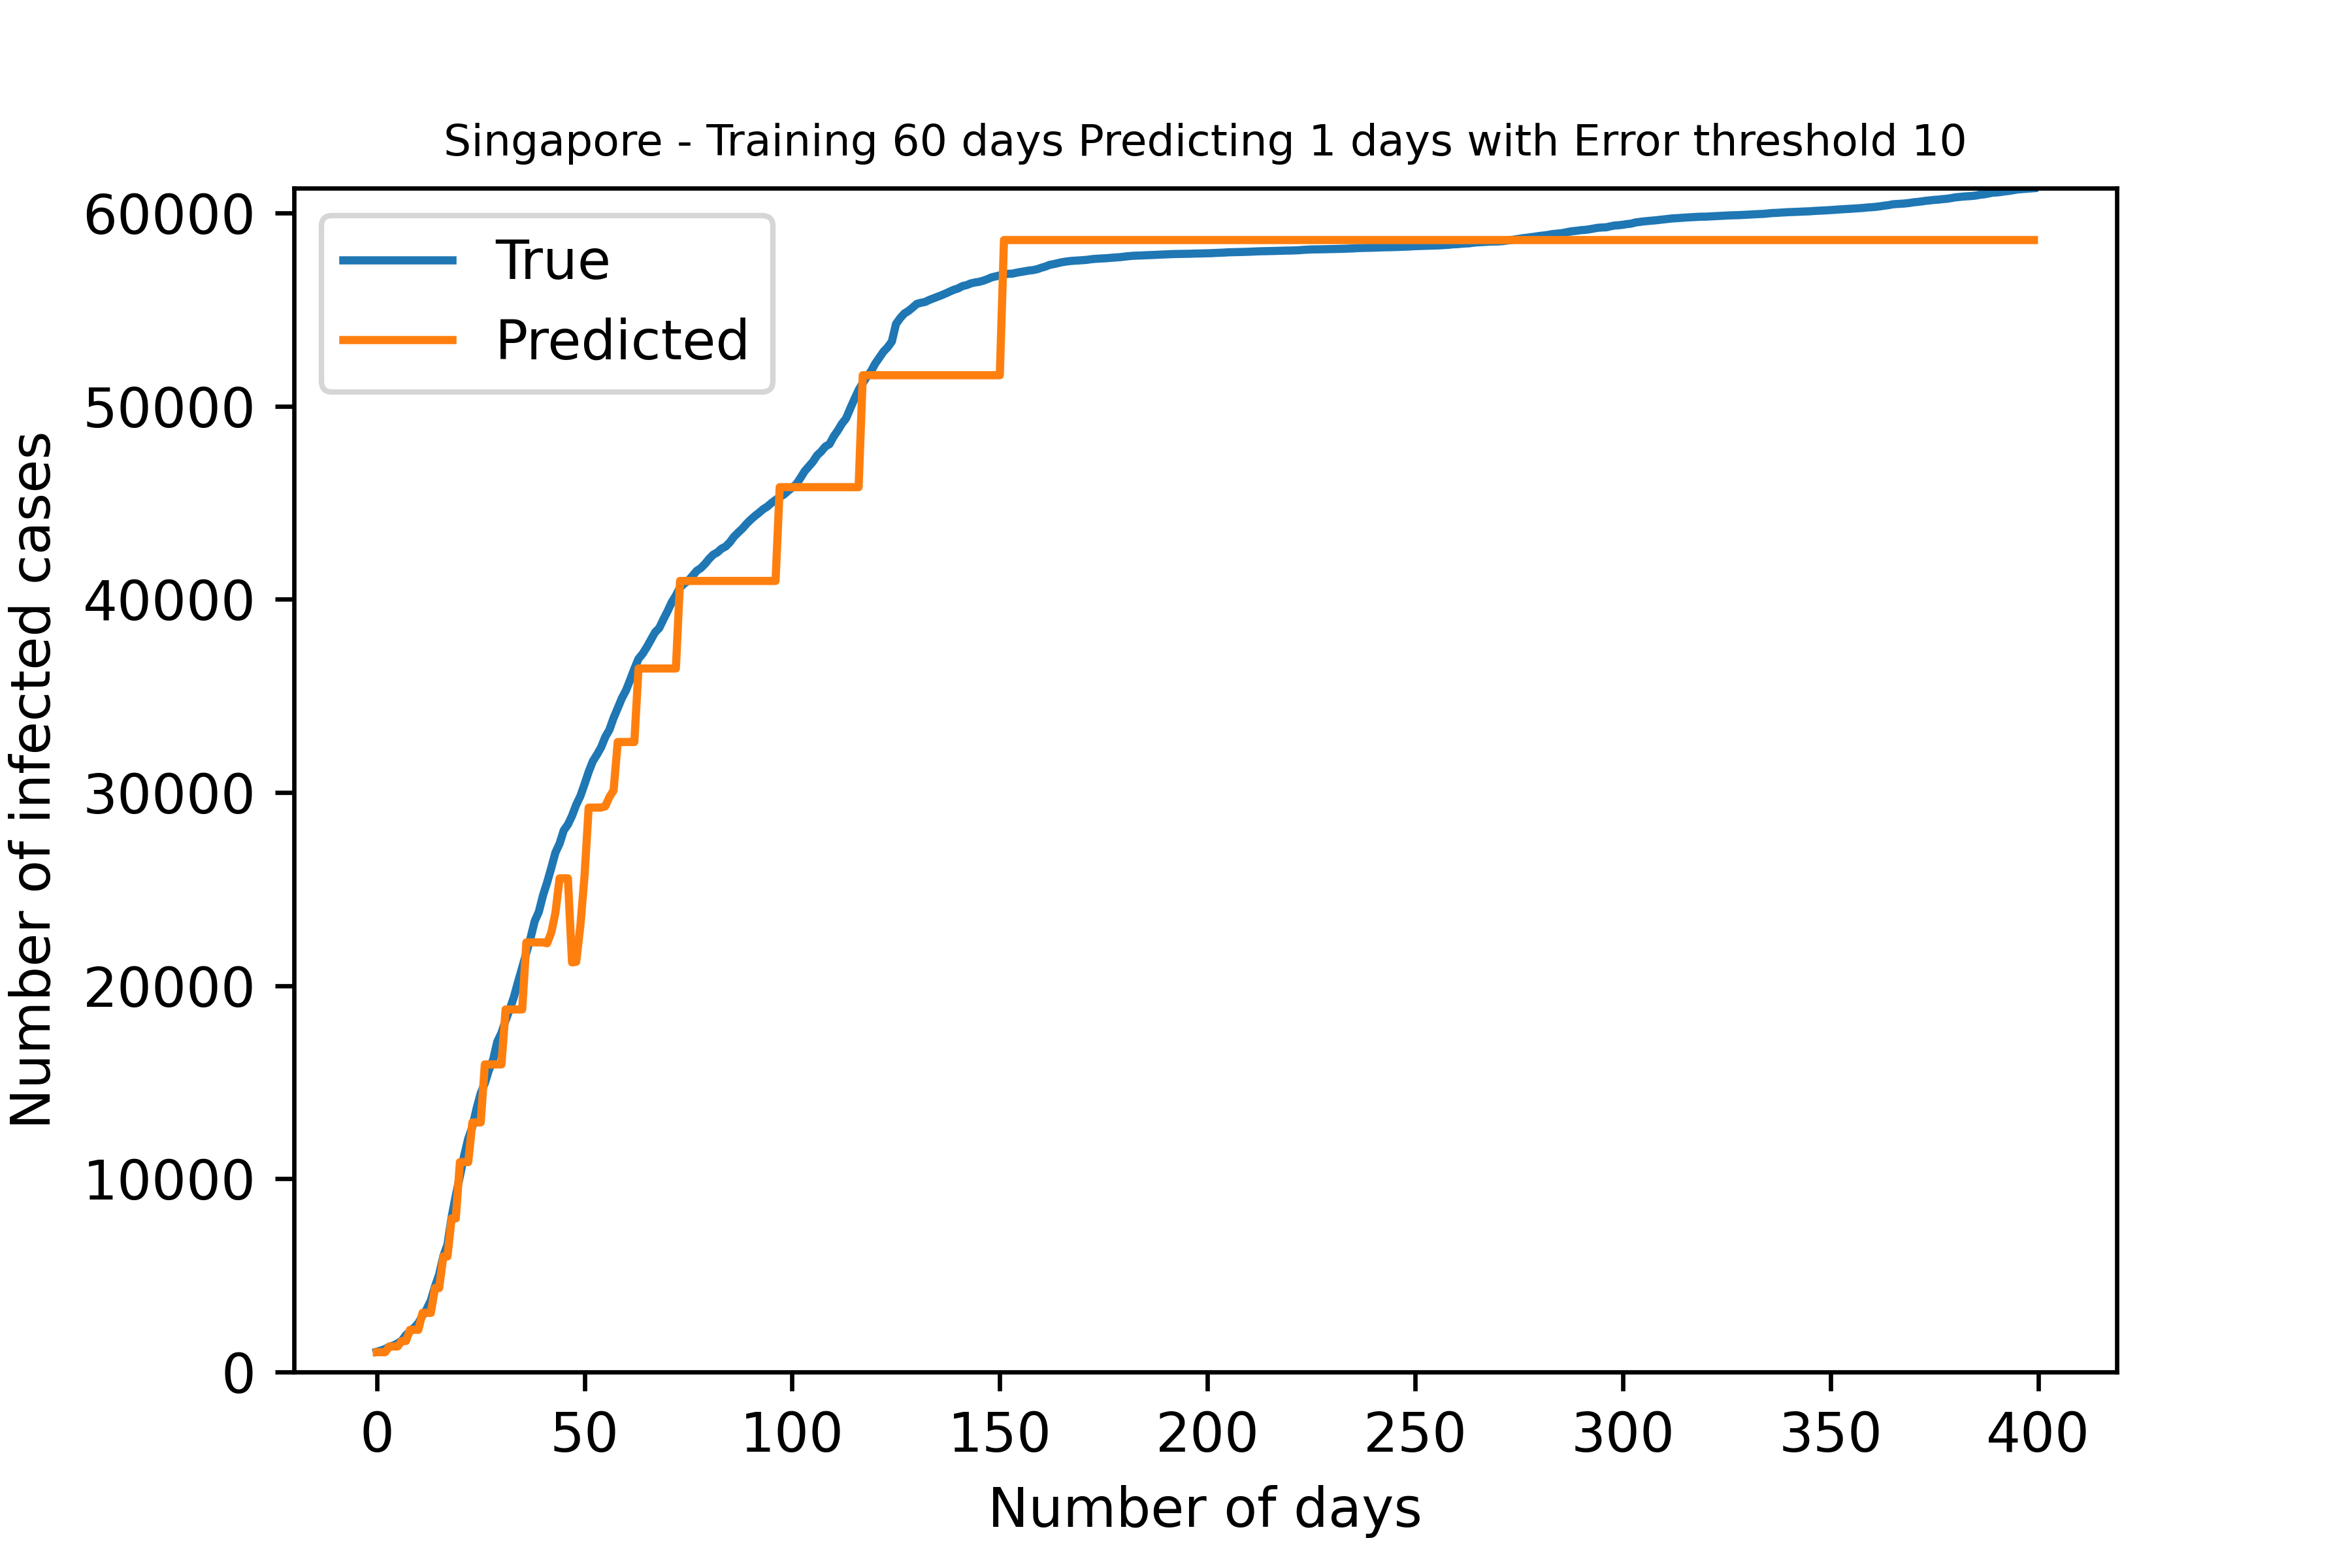 Singapore - Training 60 days Predicting 1 days with Error threshold 10
True
Predicted
60000
50000
40000
30000
20000
10000
0
Number of infected cases
0 50 100 150 200 250 300 350 400
Number of days